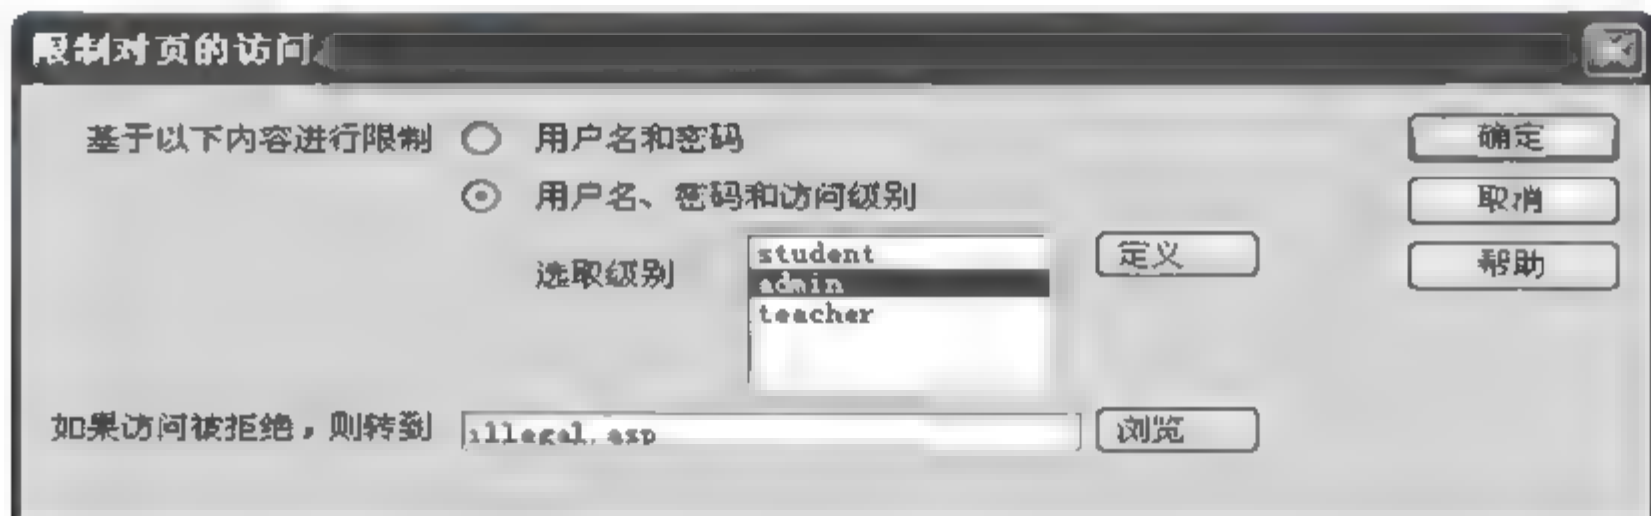 限制对页的访问
基于以下内容进行限制 用户名和密码 确定
用户名、密码和访问级别 取消
选取级别 student 定义 帮助
admin
teacher
如果访问被拒绝，则转到 illegal.asp 浏览